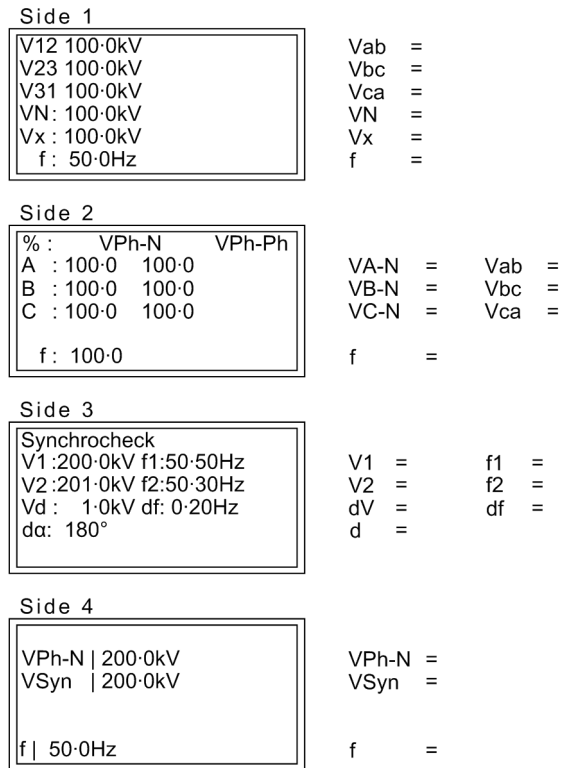 Side 1
V12 100·0kV Vab =
V23 100·0kV Vbc =
V31 100·0kV Vca =
VN: 100·0kV VN =
Vx : 100·0kV Vx =
f : 50·0Hz f =
Side 2
% : VPh-N VPh-Ph
A : 100·0 100·0 VA-N = Vab =
B : 100·0 100·0 VB-N = Vbc =
C : 100·0 100·0 VC-N = Vca =
f : 100·0 f =
Side 3
Synchrocheck
V1 :200·0kV f1:50·50Hz V1 = f1 =
V2 :201·0kV f2:50·30Hz V2 = f2 =
Vd : 1·0kV df: 0·20Hz dV = df =
dα: 180° d =
Side 4
VPh-N | 200·0kV VPh-N =
VSyn | 200·0kV VSyn =
f | 50·0Hz f =